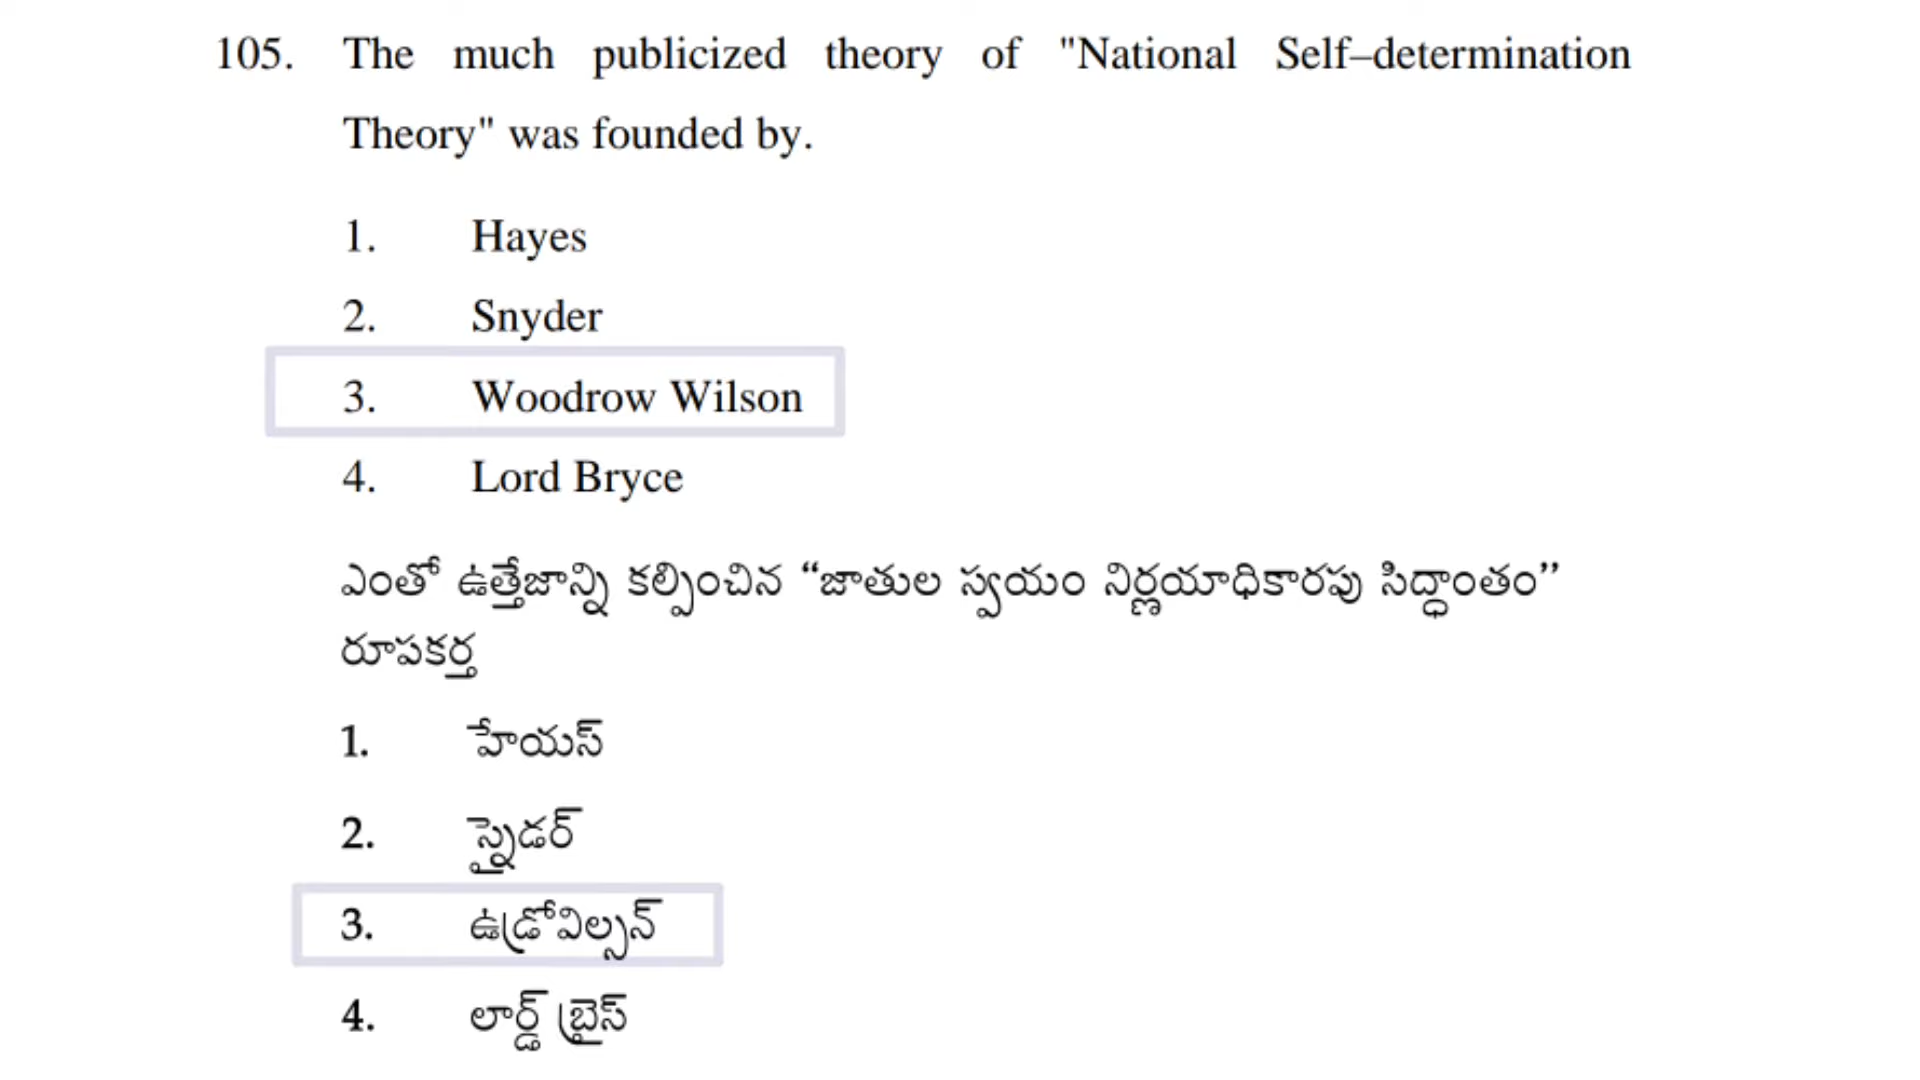 105. The much publicized theory of "National Self–determination
Theory" was founded by.
1. Hayes
2. Snyder
3. Woodrow Wilson
4. Lord Bryce
ఎంతో ఉత్తేజాన్ని కల్పించిన “జాతుల స్వయం నిర్ణయాధికారపు సిద్ధాంతం”
రూపకర్త
1. హేయస్
2. స్నైడర్
3. ఉడ్రోవిల్సన్
4. లార్డ్ బ్రైస్